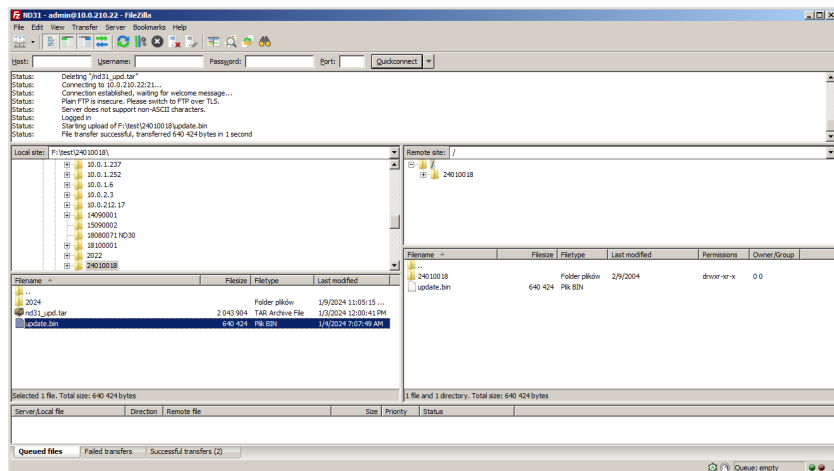 ND31 - admin@10.0.210.22 - FileZilla
File Edit View Transfer Server Bookmarks Help
Host: Username: Password: Port: Quickconnect
Status: Deleting "/nd31_upd.tar"
Status: Connecting to 10.0.210.22:21...
Status: Connection established, waiting for welcome message...
Status: Plain FTP is insecure. Please switch to FTP over TLS.
Status: Server does not support non-ASCII characters.
Status: Logged in
Status: Starting upload of F:\test\24010018\update.bin
Status: File transfer successful, transferred 640 424 bytes in 1 second
Local site: F:\test\24010018\
10.0.1.237
10.0.1.252
10.0.1.6
10.0.2.3
10.0.212.17
14090001
15090002
18080071 ND30
18100001
2022
24010018
Filename Filesize Filetype Last modified
..
2024 Folder plików 1/9/2024 11:05:15 ...
nd31_upd.tar 2 043 904 TAR Archive File 1/3/2024 12:00:41 PM
update.bin 640 424 Plik BIN 1/4/2024 7:07:49 AM
Selected 1 file. Total size: 640 424 bytes
Remote site: /
/
24010018
Filename Filesize Filetype Last modified Permissions Owner/Group
..
24010018 Folder plików 2/9/2004 drwxr-xr-x 0 0
update.bin 640 424 Plik BIN
1 file and 1 directory. Total size: 640 424 bytes
Server/Local file Direction Remote file Size Priority Status
Queued files Failed transfers Successful transfers (2)
Queue: empty